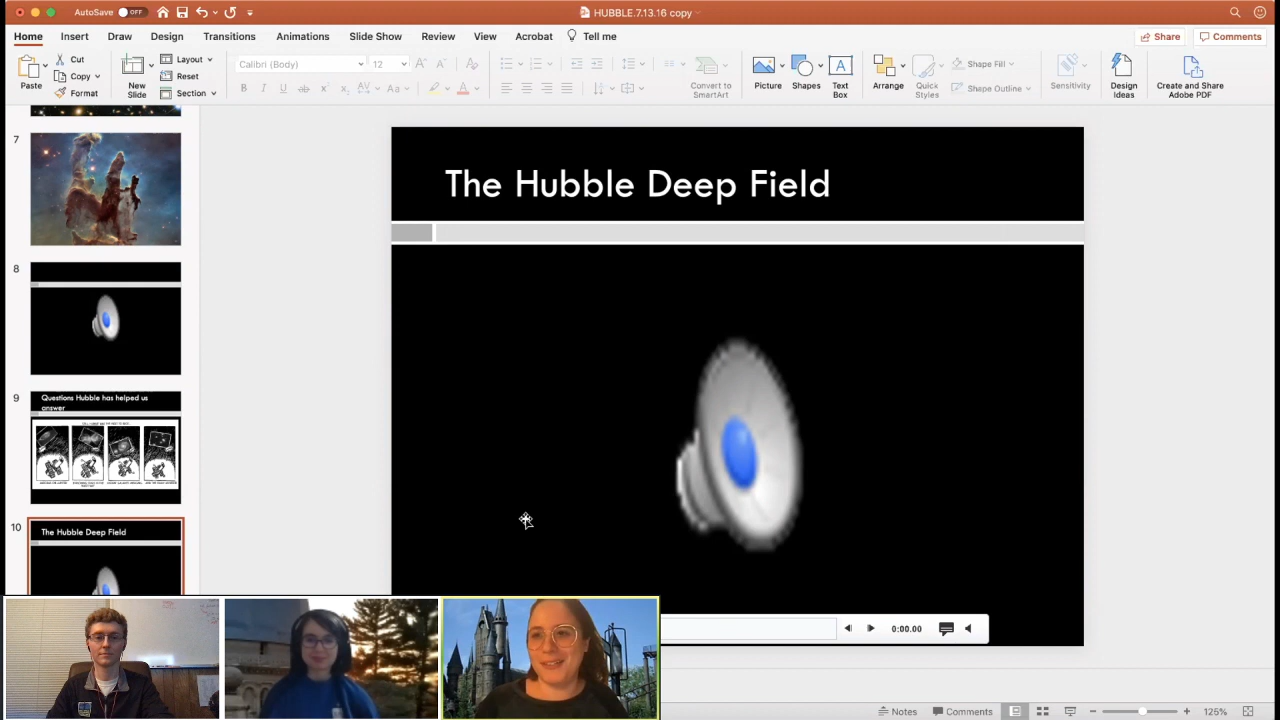 AutoSave OFF
HUBBLE.7.13.16 copy
Home Insert Draw Design Transitions Animations Slide Show Review View Acrobat Tell me
Share Comments
Paste
Cut
Copy
Format
New Slide
Layout
Reset
Section
Calibri (Body) 12
Convert to SmartArt
Picture
Shapes
Text Box
Arrange
Quick Styles
Shape Fill
Shape Outline
Sensitivity
Design Ideas
Create and Share Adobe PDF
7
8
9
Questions Hubble has helped us
answer
10
The Hubble Deep Field
The Hubble Deep Field
0:00.00
Notes Comments 125%